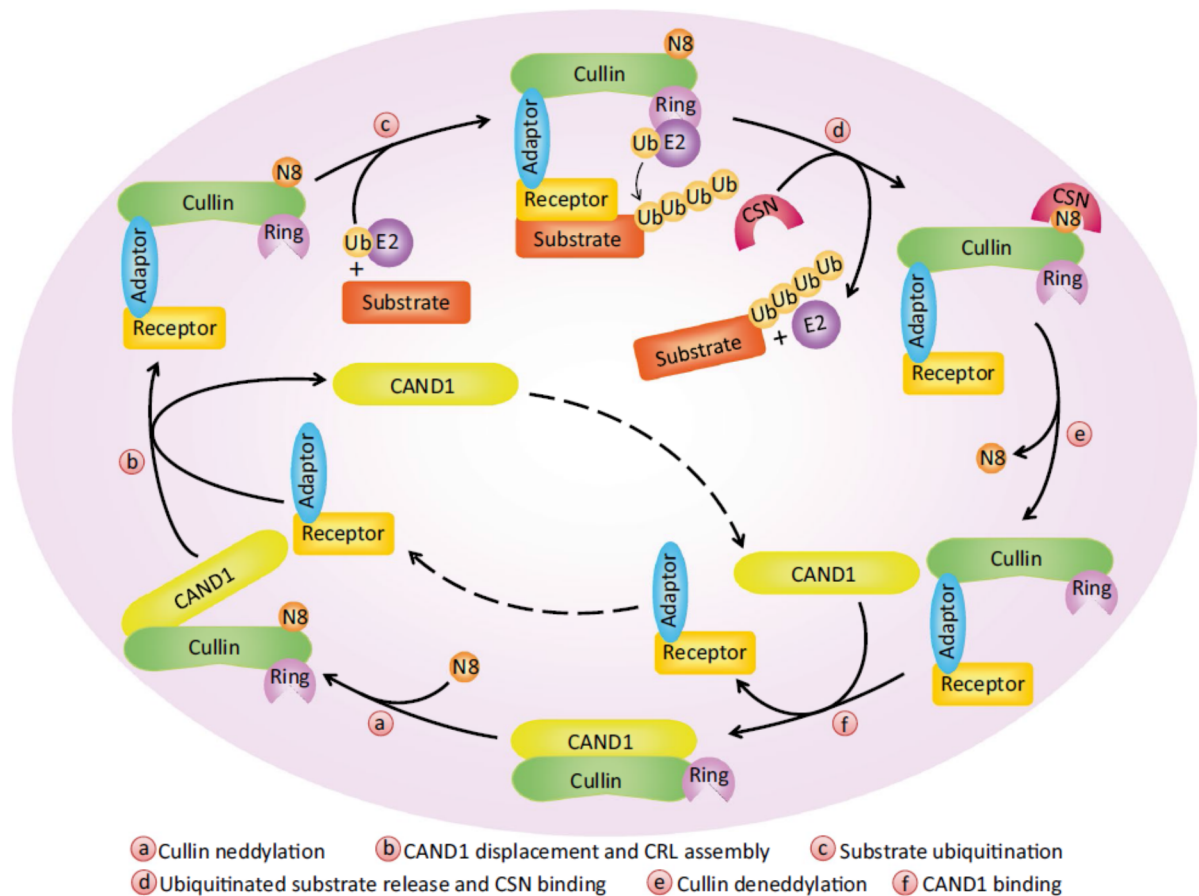 N8
Cullin
Ring
Adaptor
Ub E2
Receptor
Substrate
Ub Ub Ub Ub
c
d
N8
Cullin
Ring
Adaptor
Receptor
Ub E2
+
Substrate
CSN
Ub Ub Ub Ub
Substrate + E2
CSN
N8
Cullin
Ring
Adaptor
Receptor
CAND1
b
Adaptor
Receptor
N8
e
CAND1
N8
Cullin
Ring
CAND1
Adaptor
Receptor
Cullin
Ring
Adaptor
Receptor
N8
a
f
CAND1
Cullin
Ring
a Cullin neddylation b CAND1 displacement and CRL assembly c Substrate ubiquitination
d Ubiquitinated substrate release and CSN binding e Cullin deneddylation f CAND1 binding